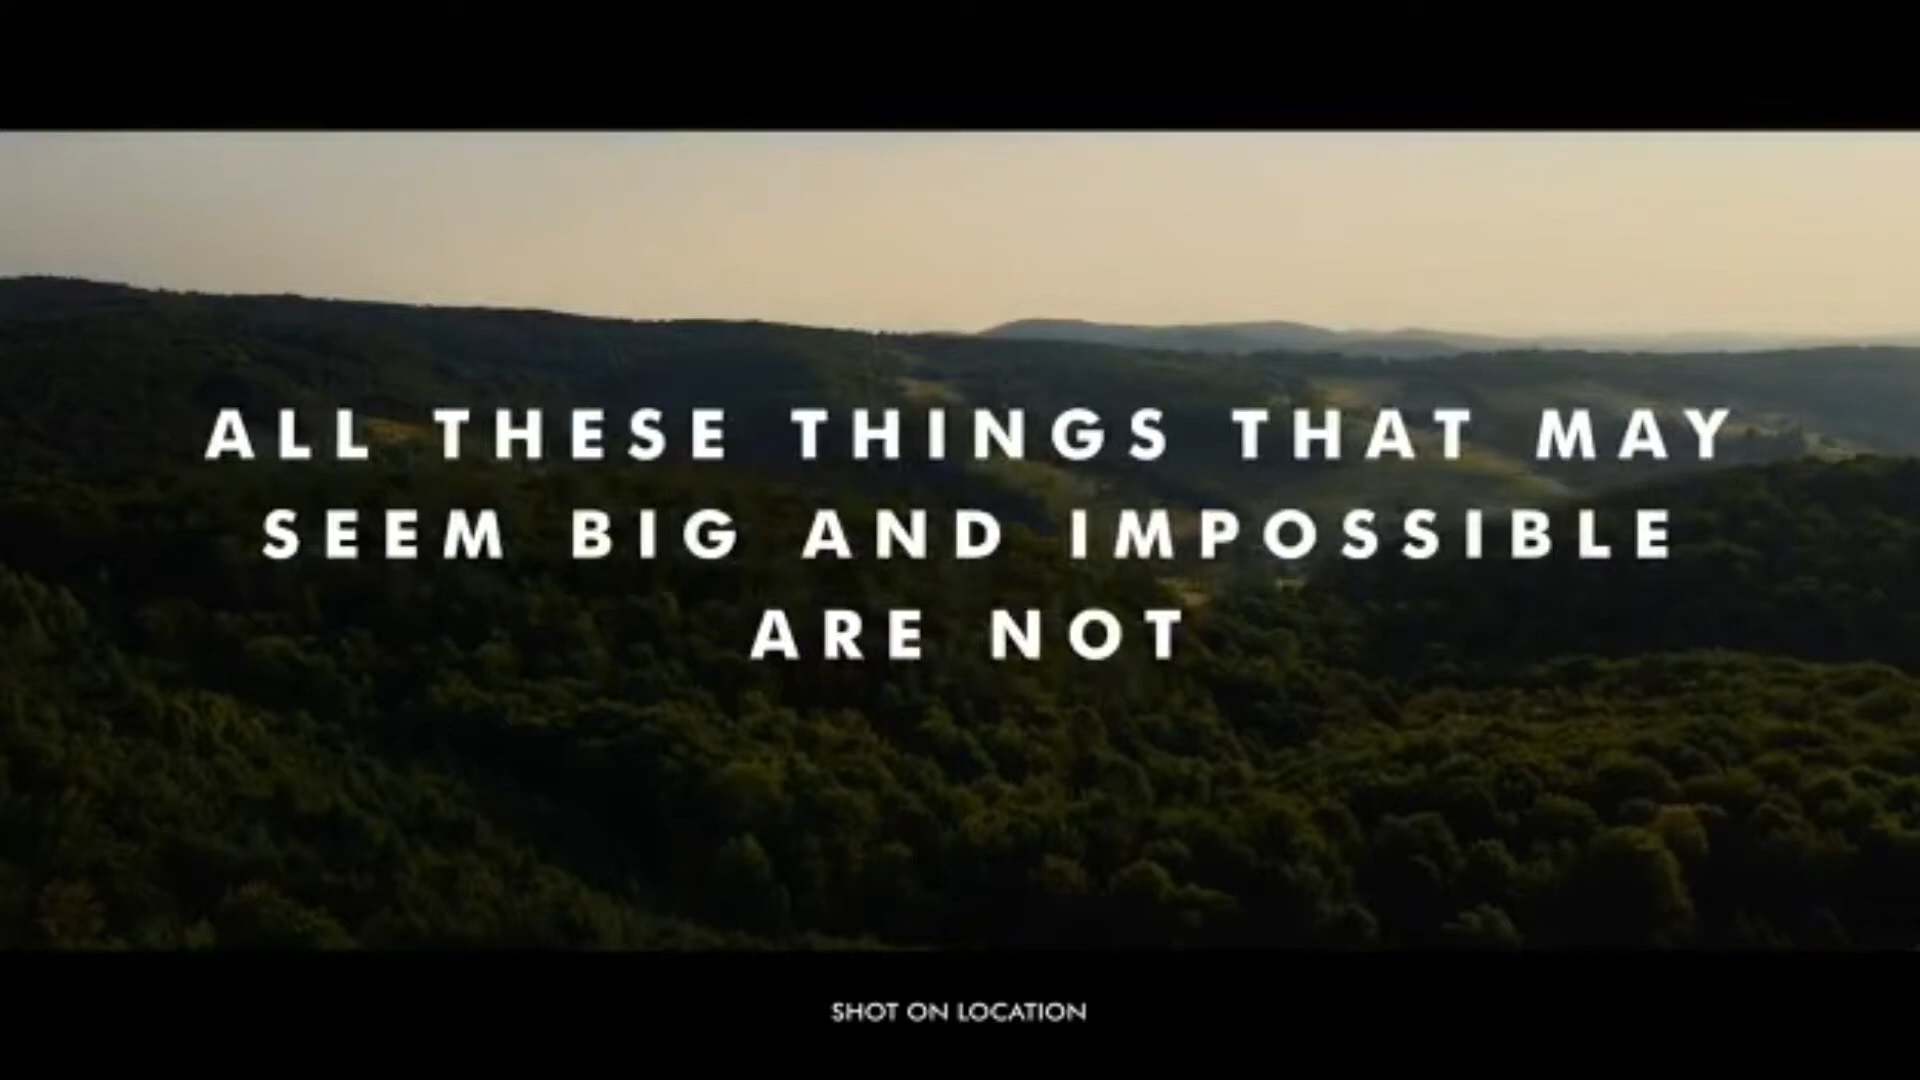 ALL THESE THINGS THAT MAY
SEEM BIG AND IMPOSSIBLE
ARE NOT
SHOT ON LOCATION